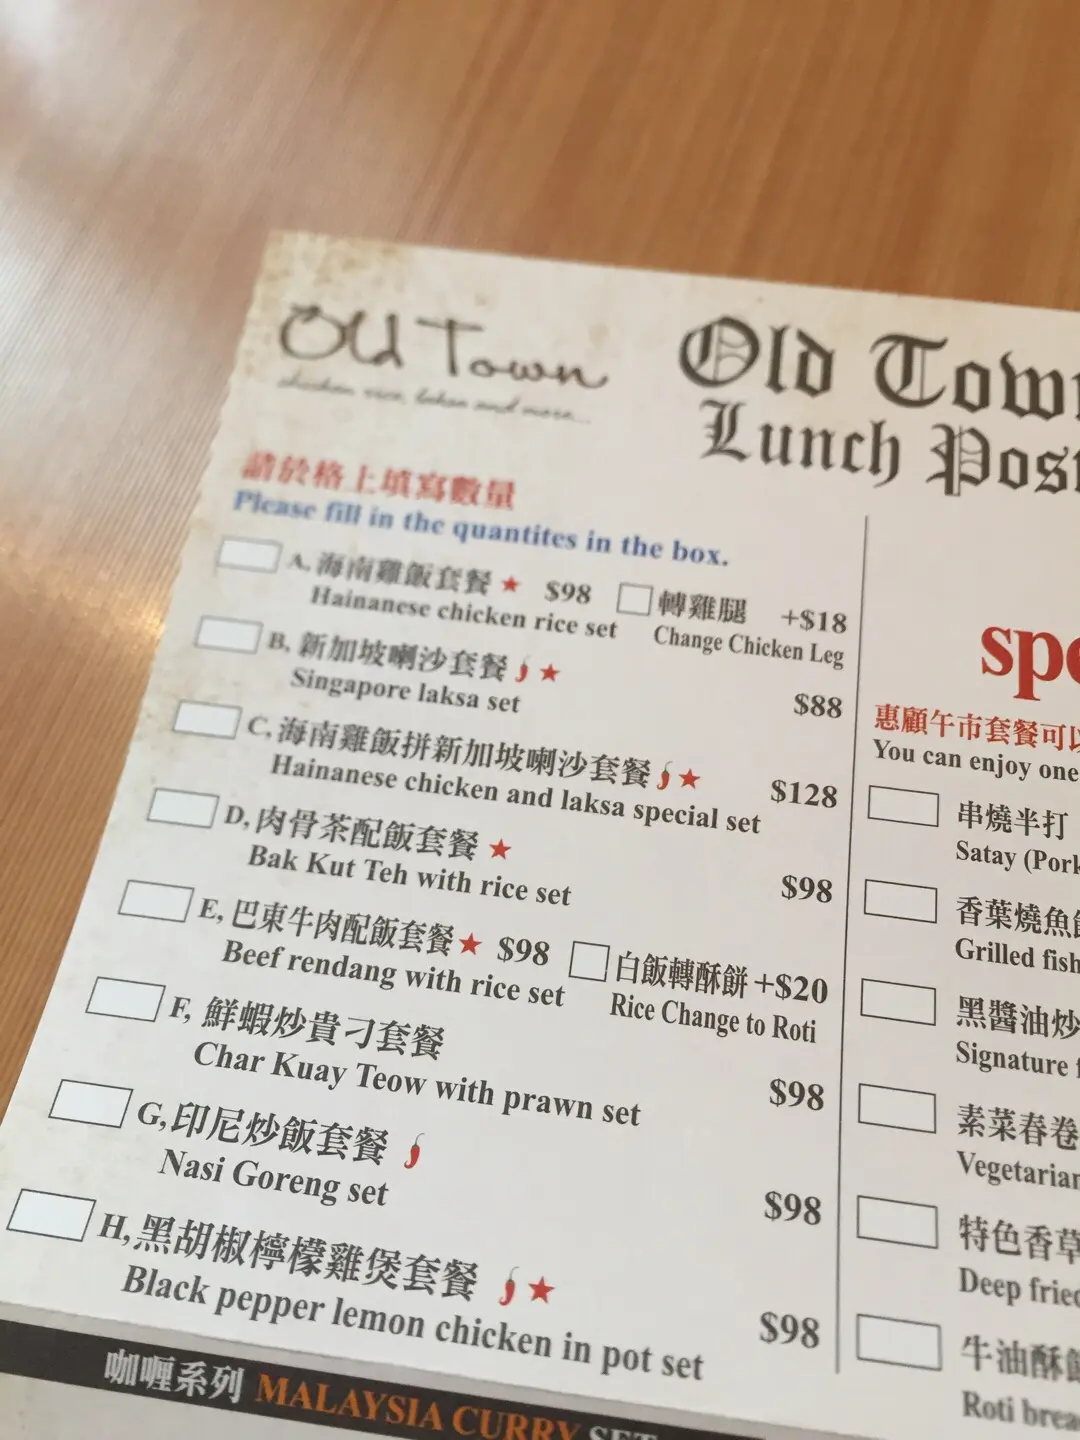 Old Town
chicken rice, laksa and more...
Old Town
Lunch
請於格上填寫數量
Please fill in the quantites in the box.
A, 海南雞飯套餐 ★ $98 轉雞腿 +$18
Hainanese chicken rice set Change Chicken Leg
B, 新加坡喇沙套餐 ★
Singapore laksa set $88
C, 海南雞飯拼新加坡喇沙套餐 ★
Hainanese chicken and laksa special set $128
D, 肉骨茶配飯套餐 ★
Bak Kut Teh with rice set $98
E, 巴東牛肉配飯套餐 ★ $98 白飯轉酥餅 +$20
Beef rendang with rice set Rice Change to Roti
F, 鮮蝦炒貴刁套餐
Char Kuay Teow with prawn set $98
G, 印尼炒飯套餐
Nasi Goreng set $98
H, 黑胡椒檸檬雞煲套餐 ★
Black pepper lemon chicken in pot set $98
咖喱系列 MALAYSIA CURRY SET
spe
惠顧午市套餐可以
You can enjoy one
串燒半打
Satay (Pork
香葉燒魚
Grilled fish
黑醬油炒
Signature
素菜春卷
Vegetarian
特色香草
Deep fried
牛油酥
Roti brea